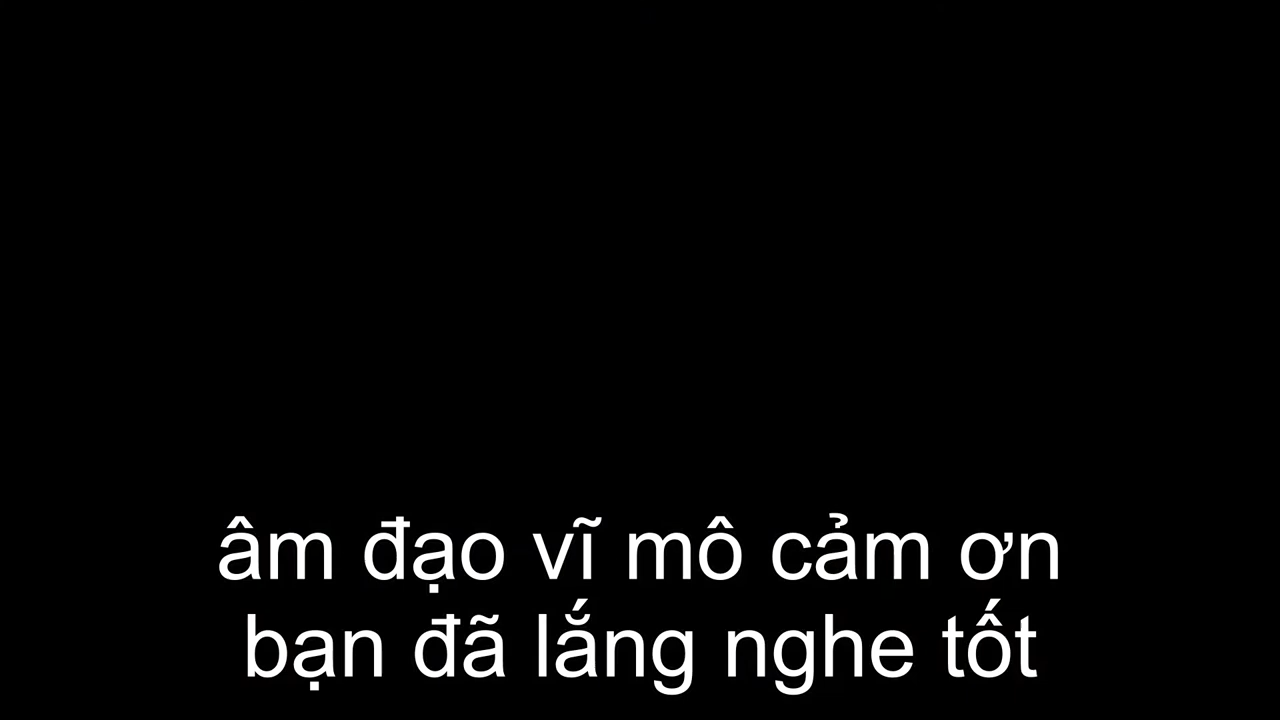 âm đạo vĩ mô cảm ơn
bạn đã lắng nghe tốt